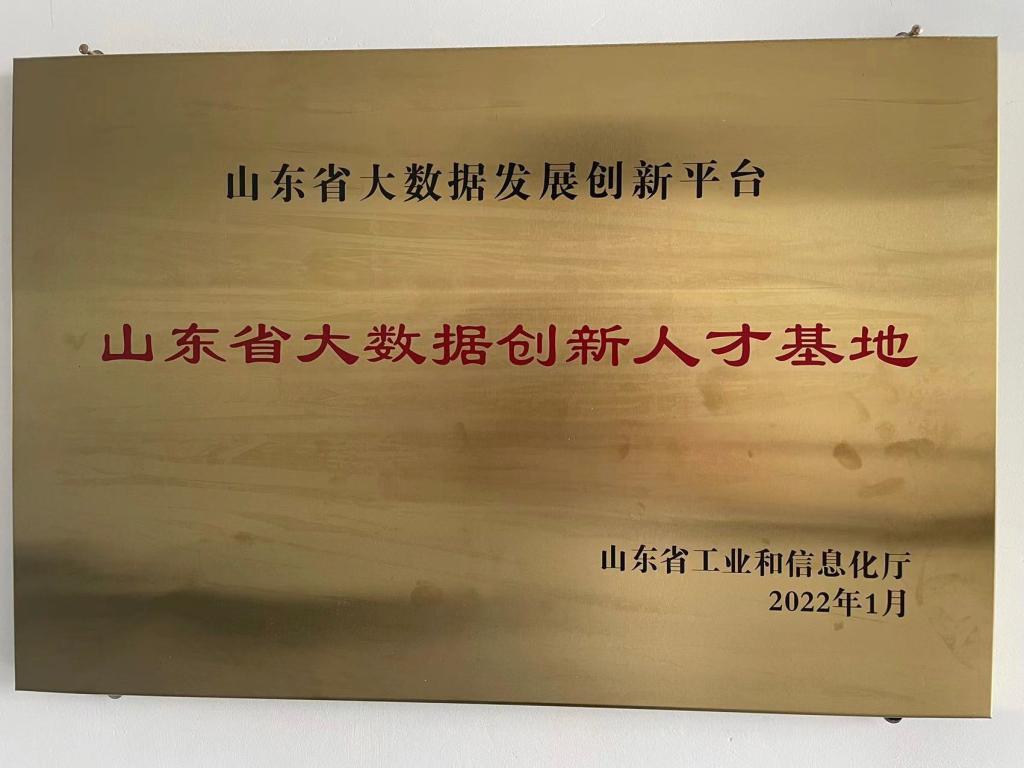 山东省大数据发展创新平台
山东省大数据创新人才基地
山东省工业和信息化厅
2022年1月